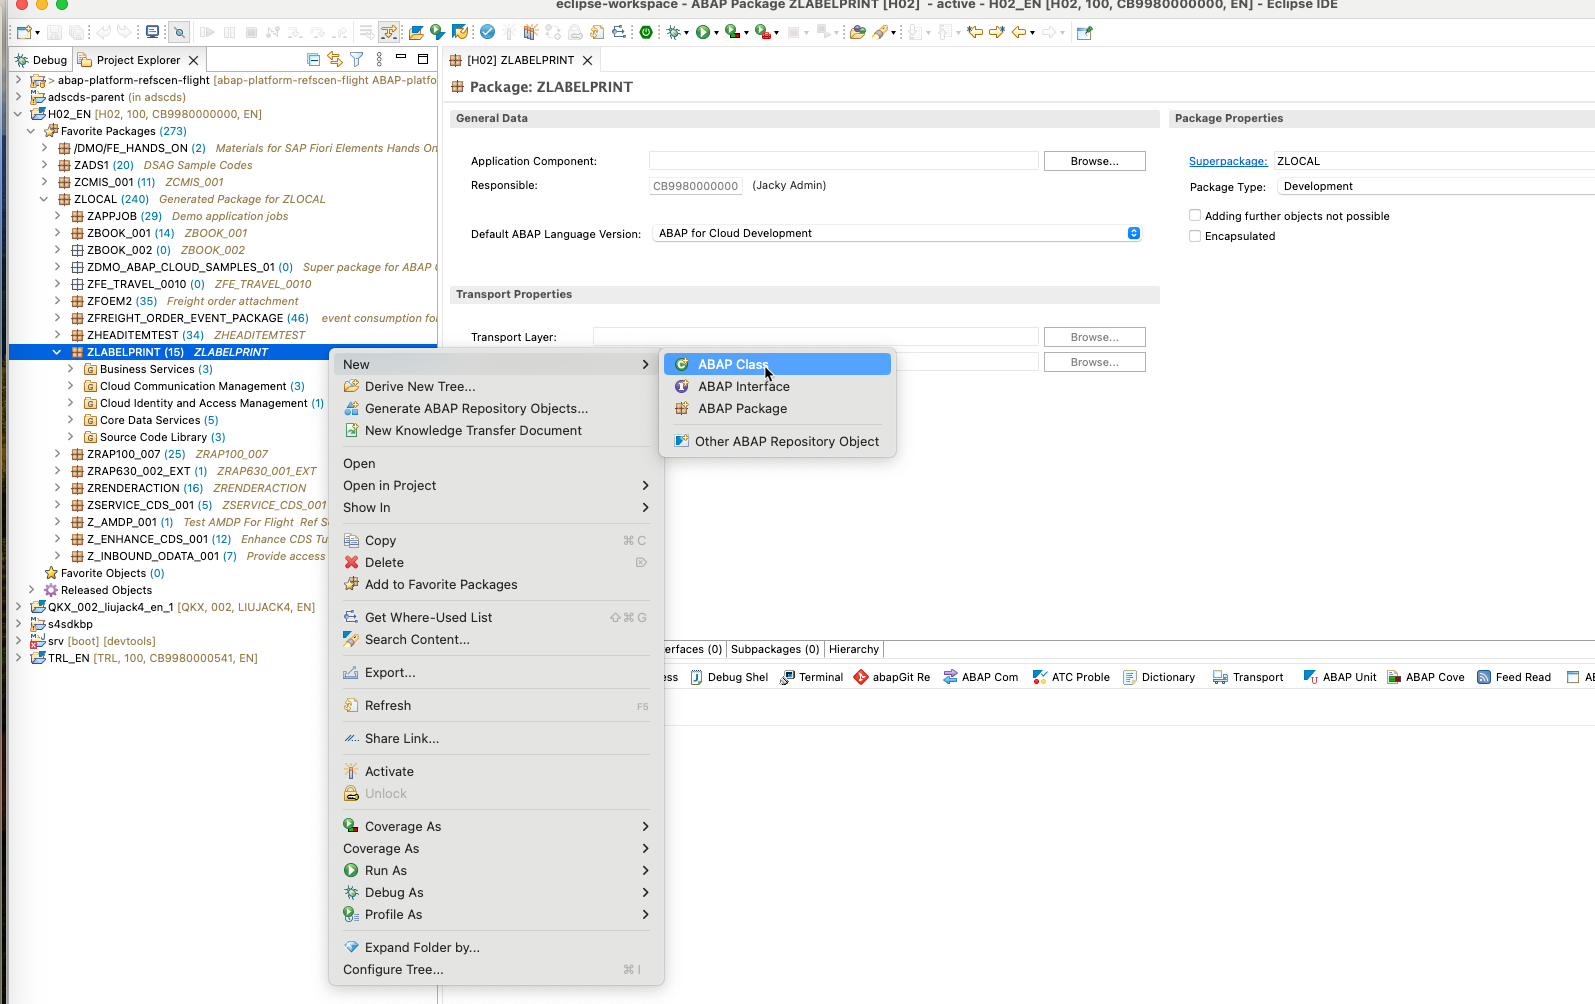 eclipse-workspace - ABAP Package ZLABELPRINT [H02] - active - H02_EN [H02, 100, CB9980000000, EN] - Eclipse IDE
Debug
Project Explorer
> abap-platform-refscen-flight [abap-platform-refscen-flight ABAP-platfo
adscds-parent (in adscds)
H02_EN [H02, 100, CB9980000000, EN]
Favorite Packages (273)
/DMO/FE_HANDS_ON (2) Materials for SAP Fiori Elements Hands On
ZADS1 (20) DSAG Sample Codes
ZCMIS_001 (11) ZCMIS_001
ZLOCAL (240) Generated Package for ZLOCAL
ZAPPJOB (29) Demo application jobs
ZBOOK_001 (14) ZBOOK_001
ZBOOK_002 (0) ZBOOK_002
ZDMO_ABAP_CLOUD_SAMPLES_01 (0) Super package for ABAP
ZFE_TRAVEL_0010 (0) ZFE_TRAVEL_0010
ZFOEM2 (35) Freight order attachment
ZFREIGHT_ORDER_EVENT_PACKAGE (46) event consumption fo
ZHEADITEMTEST (34) ZHEADITEMTEST
ZLABELPRINT (15) ZLABELPRINT
Business Services (3)
Cloud Communication Management (3)
Cloud Identity and Access Management (1)
Core Data Services (5)
Source Code Library (3)
ZRAP100_007 (25) ZRAP100_007
ZRAP630_002_EXT (1) ZRAP630_001_EXT
ZRENDERACTION (16) ZRENDERACTION
ZSERVICE_CDS_001 (5) ZSERVICE_CDS_001
Z_AMDP_001 (1) Test AMDP For Flight Ref S
Z_ENHANCE_CDS_001 (12) Enhance CDS Tu
Z_INBOUND_ODATA_001 (7) Provide access
Favorite Objects (0)
Released Objects
QKX_002_liujack4_en_1 [QKX, 002, LIUJACK4, EN]
s4sdkbp
srv [boot] [devtools]
TRL_EN [TRL, 100, CB9980000541, EN]
[H02] ZLABELPRINT
Package: ZLABELPRINT
General Data
Application Component:
Browse...
Responsible:
CB9980000000
(Jacky Admin)
Default ABAP Language Version:
ABAP for Cloud Development
Transport Properties
Transport Layer:
Browse...
Browse...
Package Properties
Superpackage:
ZLOCAL
Package Type:
Development
Adding further objects not possible
Encapsulated
New
Derive New Tree...
Generate ABAP Repository Objects...
New Knowledge Transfer Document
Open
Open in Project
Show In
Copy ⌘ C
Delete ⌦
Add to Favorite Packages
Get Where-Used List ⇧ ⌘ G
Search Content...
Export...
Refresh F5
Share Link...
Activate
Unlock
Coverage As
Coverage As
Run As
Debug As
Profile As
Expand Folder by...
Configure Tree... ⌘ I
ABAP Class
ABAP Interface
ABAP Package
Other ABAP Repository Object
erfaces (0)
Subpackages (0)
Hierarchy
ess
Debug Shel
Terminal
abapGit Re
ABAP Com
ATC Proble
Dictionary
Transport
ABAP Unit
ABAP Cove
Feed Read
AB